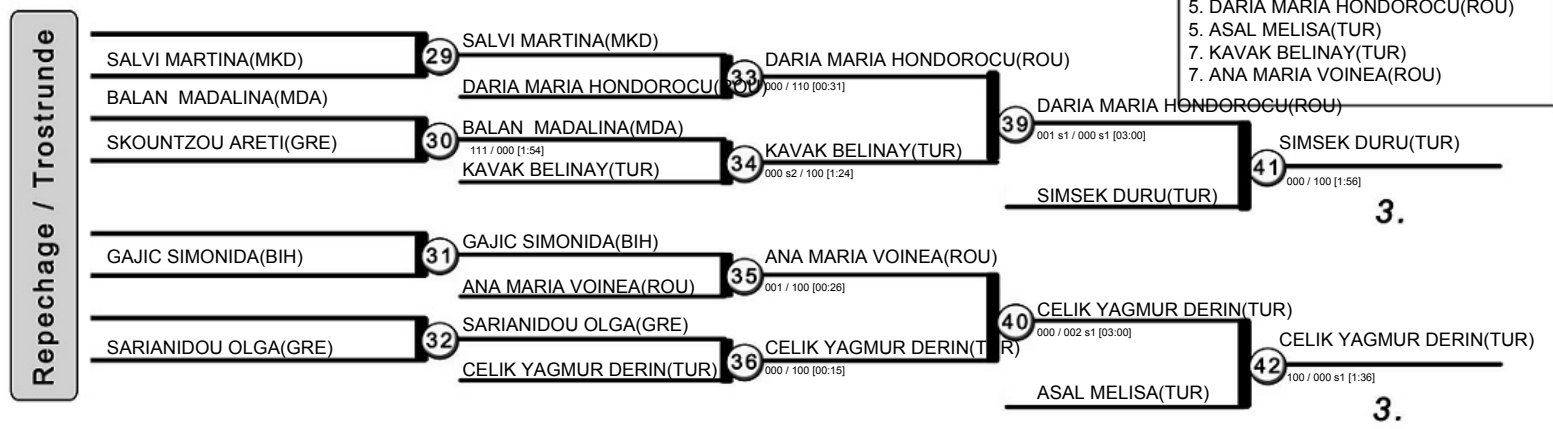 5. DARIA MARIA HONDOROCU(ROU)
5. ASAL MELISA(TUR)
7. KAVAK BELINAY(TUR)
7. ANA MARIA VOINEA(ROU)
Repechage / Trostrunde
SALVI MARTINA(MKD)
BALAN MADALINA(MDA)
SKOUNTZOU ARETI(GRE)
GAJIC SIMONIDA(BIH)
SARIANIDOU OLGA(GRE)
29
30
31
32
SALVI MARTINA(MKD)
DARIA MARIA HONDOROCU(ROU)
BALAN MADALINA(MDA)
111 / 000 [1:54]
KAVAK BELINAY(TUR)
GAJIC SIMONIDA(BIH)
ANA MARIA VOINEA(ROU)
SARIANIDOU OLGA(GRE)
CELIK YAGMUR DERIN(TUR)
33
34
35
36
DARIA MARIA HONDOROCU(ROU)
000 / 110 [00:31]
KAVAK BELINAY(TUR)
000 s2 / 100 [1:24]
ANA MARIA VOINEA(ROU)
001 / 100 [00:26]
CELIK YAGMUR DERIN(TUR)
000 / 100 [00:15]
39
40
DARIA MARIA HONDOROCU(ROU)
001 s1 / 000 s1 [03:00]
SIMSEK DURU(TUR)
CELIK YAGMUR DERIN(TUR)
000 / 002 s1 [03:00]
ASAL MELISA(TUR)
41
42
SIMSEK DURU(TUR)
000 / 100 [1:56]
3.
CELIK YAGMUR DERIN(TUR)
100 / 000 s1 [1:36]
3.